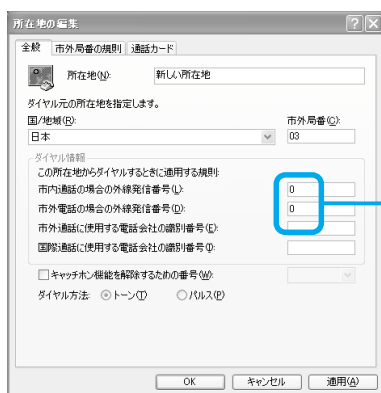 所在地の編集
全般 市外局番の規則 通話カード
所在地(N): 新しい所在地
ダイヤル元の所在地を指定します。
国/地域(R): 市外局番(C):
日本 03
ダイヤル情報
この所在地からダイヤルするときに適用する規則:
市内通話の場合の外線発信番号(L): 0
市外電話の場合の外線発信番号(D): 0
市外通話に使用する電話会社の識別番号(E):
国際通話に使用する電話会社の識別番号(I):
キャッチホン機能を解除するための番号(W):
ダイヤル方法: トーン(T) パルス(P)
OK キャンセル 適用(A)